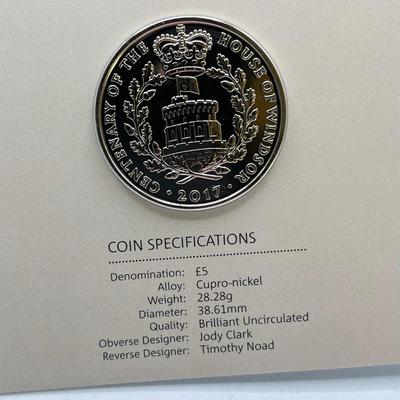 CENTENARY OF THE HOUSE OF WINDSOR
· 2017 ·
COIN SPECIFICATIONS
Denomination: £5
Alloy: Cupro-nickel
Weight: 28.28g
Diameter: 38.61mm
Quality: Brilliant Uncirculated
Obverse Designer: Jody Clark
Reverse Designer: Timothy Noad